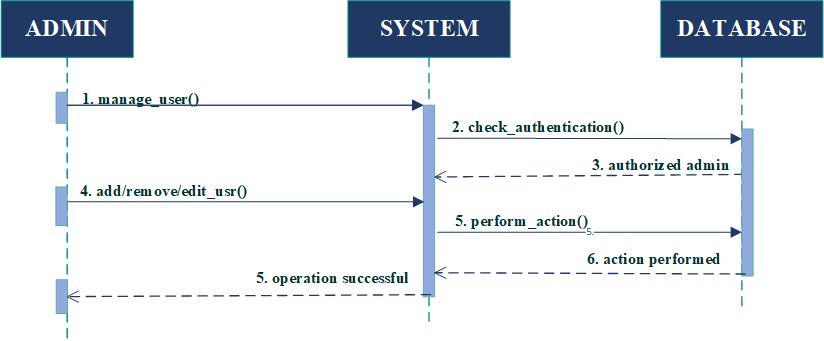 ADMIN
SYSTEM
DATABASE
1. manage_user()
2. check_authentication()
3. authorized admin
4. add/remove/edit_usr()
5. perform_action()
5.
6. action performed
5. operation successful